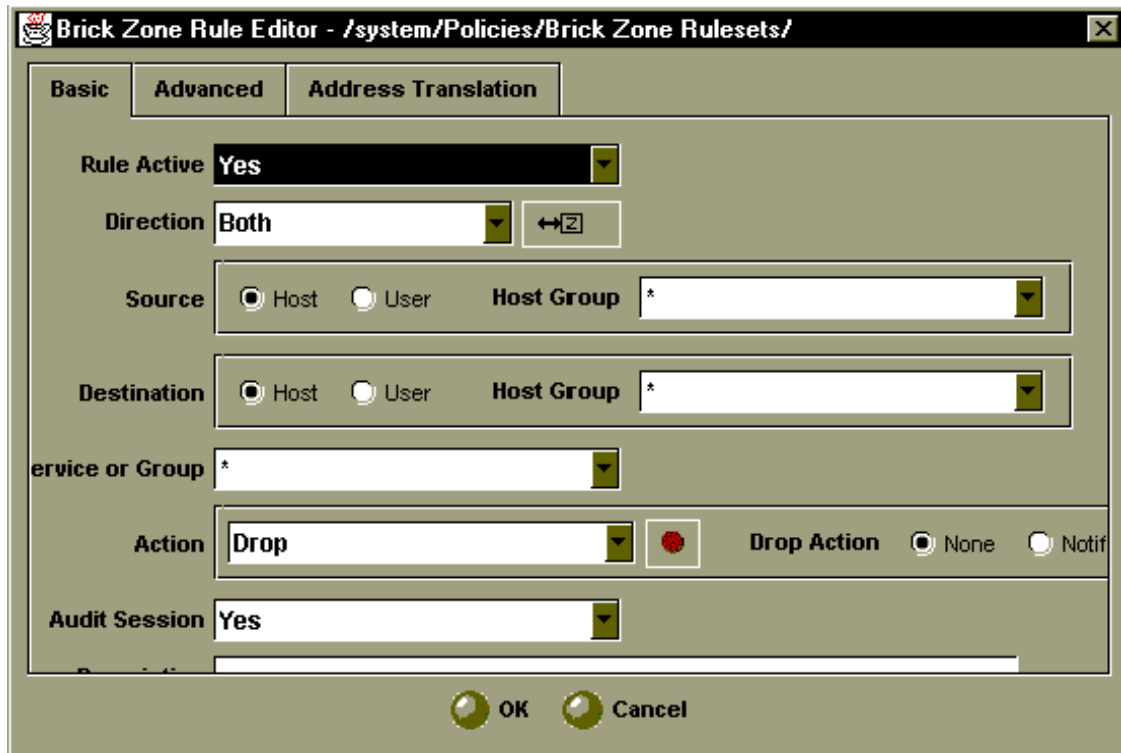 Brick Zone Rule Editor - /system/Policies/Brick Zone Rulesets/
Basic Advanced Address Translation
Rule Active Yes
Direction Both Z
Source Host User Host Group *
Destination Host User Host Group *
ervice or Group *
Action Drop Drop Action None Notif
Audit Session Yes
OK Cancel